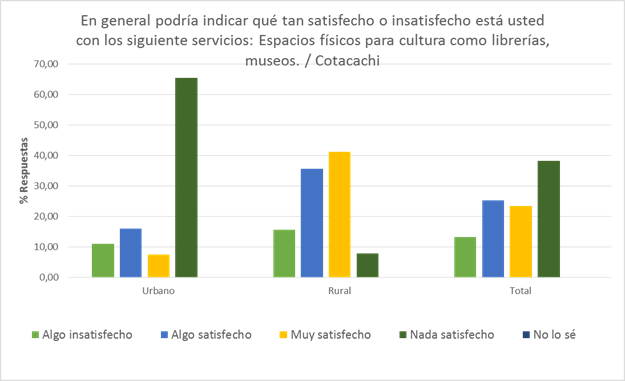 En general podría indicar qué tan satisfecho o insatisfecho está usted
con los siguiente servicios: Espacios físicos para cultura como librerías,
museos. / Cotacachi
70,00
60,00
50,00
40,00
30,00
20,00
10,00
0,00
% Respuestas
Urbano
Rural
Total
Algo insatisfecho
Algo satisfecho
Muy satisfecho
Nada satisfecho
No lo sé